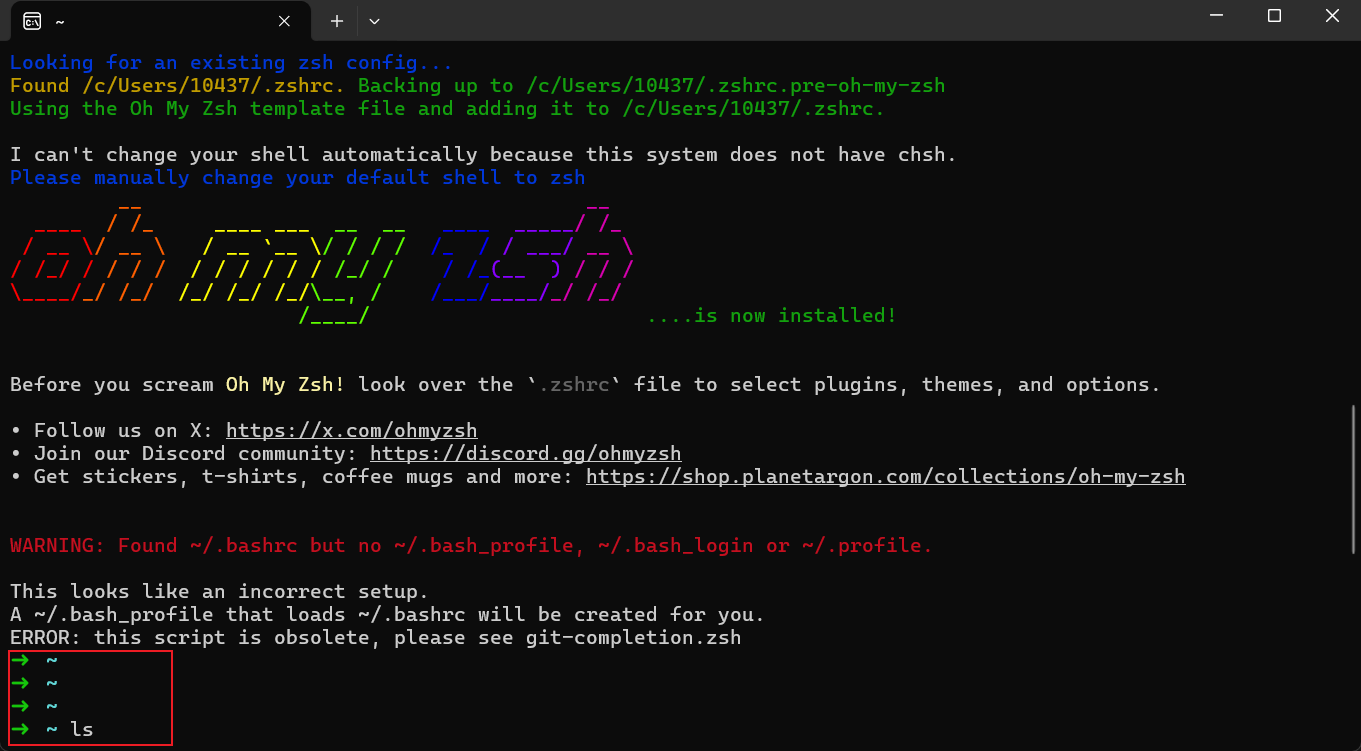 ~
Looking for an existing zsh config...
Found /c/Users/10437/.zshrc. Backing up to /c/Users/10437/.zshrc.pre-oh-my-zsh
Using the Oh My Zsh template file and adding it to /c/Users/10437/.zshrc.
I can't change your shell automatically because this system does not have chsh.
Please manually change your default shell to zsh
oh my zsh
....is now installed!
Before you scream Oh My Zsh! look over the `.zshrc` file to select plugins, themes, and options.
• Follow us on X: https://x.com/ohmyzsh
• Join our Discord community: https://discord.gg/ohmyzsh
• Get stickers, t-shirts, coffee mugs and more: https://shop.planetargon.com/collections/oh-my-zsh
WARNING: Found ~/.bashrc but no ~/.bash_profile, ~/.bash_login or ~/.profile.
This looks like an incorrect setup.
A ~/.bash_profile that loads ~/.bashrc will be created for you.
ERROR: this script is obsolete, please see git-completion.zsh
➜ ~
➜ ~
➜ ~
➜ ~ ls